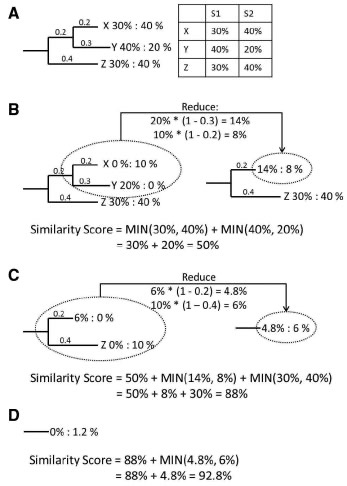 A
0.2
X 30% : 40 %
0.2
0.3
Y 40% : 20 %
0.4
Z 30% : 40 %
S1 S2
X 30% 40%
Y 40% 20%
Z 30% 40%
B
Reduce:
20% * (1 - 0.3) = 14%
10% * (1 - 0.2) = 8%
0.2
X 0% : 10 %
0.2
0.3
Y 20% : 0 %
0.4
Z 30% : 40 %
0.2
14% : 8 %
0.4
Z 30% : 40 %
Similarity Score = MIN(30%, 40%) + MIN(40%, 20%)
= 30% + 20% = 50%
C
Reduce
6% * (1 - 0.2) = 4.8%
10% * (1 – 0.4) = 6%
0.2
6% : 0 %
0.4
Z 0% : 10 %
4.8% : 6 %
Similarity Score = 50% + MIN(14%, 8%) + MIN(30%, 40%)
= 50% + 8% + 30% = 88%
D
0% : 1.2 %
Similarity Score = 88% + MIN(4.8%, 6%)
= 88% + 4.8% = 92.8%